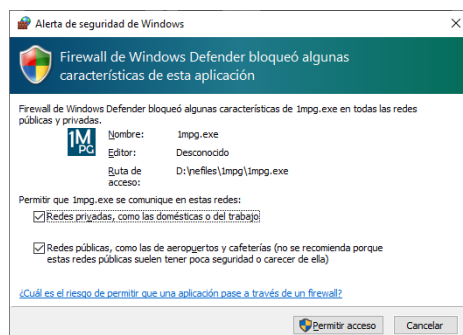 Alerta de seguridad de Windows
Firewall de Windows Defender bloqueó algunas
características de esta aplicación
Firewall de Windows Defender bloqueó algunas características de 1mpg.exe en todas las redes
públicas y privadas.
1M
PG
Nombre: 1mpg.exe
Editor: Desconocido
Ruta de D:\nefiles\1mpg\1mpg.exe
acceso:
Permitir que 1mpg.exe se comunique en estas redes:
Redes privadas, como las domésticas o del trabajo
Redes públicas, como las de aeropuertos y cafeterías (no se recomienda porque
estas redes públicas suelen tener poca seguridad o carecer de ella)
¿Cuál es el riesgo de permitir que una aplicación pase a través de un firewall?
Permitir acceso Cancelar